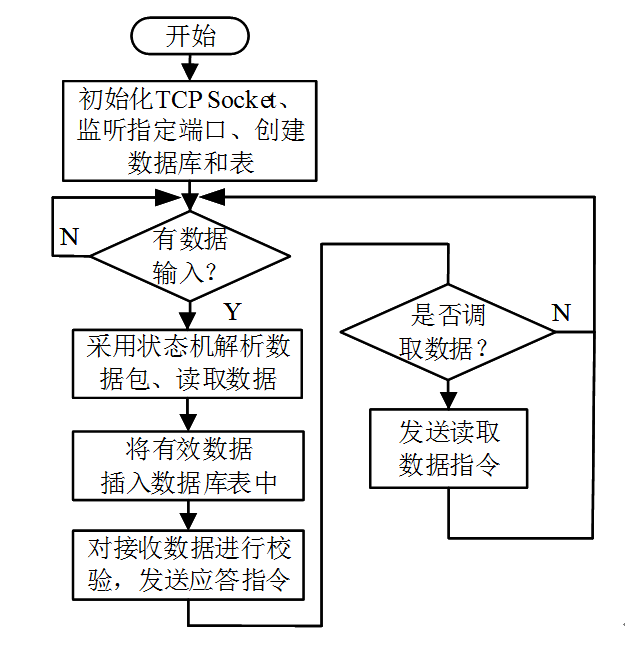 开始
初始化TCP Socket、
监听指定端口、创建
数据库和表
N
有数据
输入？
Y
采用状态机解析数
据包、读取数据
将有效数据
插入数据库表中
对接收数据进行校
验，发送应答指令
是否调
取数据？
N
发送读取
数据指令